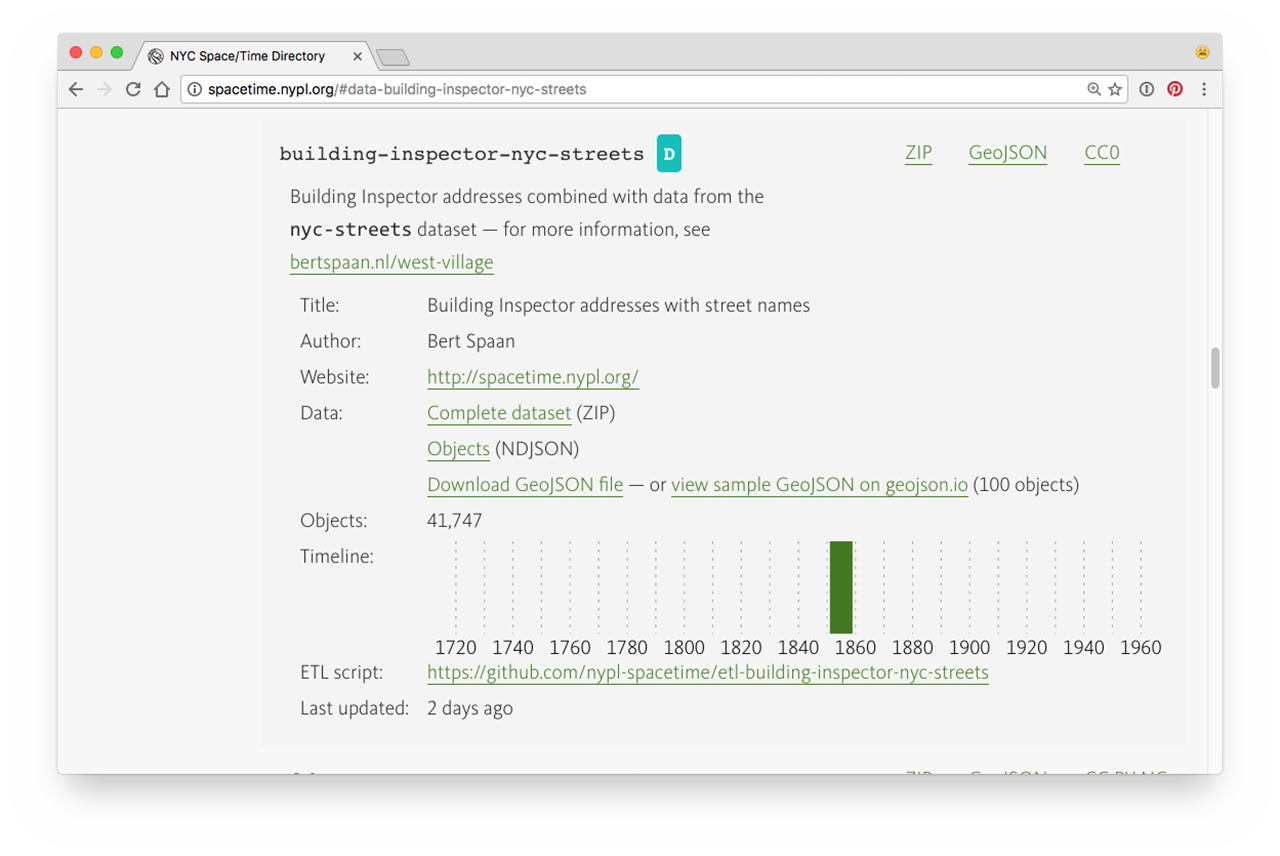 NYC Space/Time Directory
spacetime.nypl.org/#data-building-inspector-nyc-streets
building-inspector-nyc-streets D ZIP GeoJSON CC0
Building Inspector addresses combined with data from the
nyc-streets dataset — for more information, see
bertspaan.nl/west-village
Title: Building Inspector addresses with street names
Author: Bert Spaan
Website: http://spacetime.nypl.org/
Data: Complete dataset (ZIP)
Objects (NDJSON)
Download GeoJSON file — or view sample GeoJSON on geojson.io (100 objects)
Objects: 41,747
Timeline:
1720 1740 1760 1780 1800 1820 1840 1860 1880 1900 1920 1940 1960
ETL script: https://github.com/nypl-spacetime/etl-building-inspector-nyc-streets
Last updated: 2 days ago
ZIP GeoJSON CC BY-NC